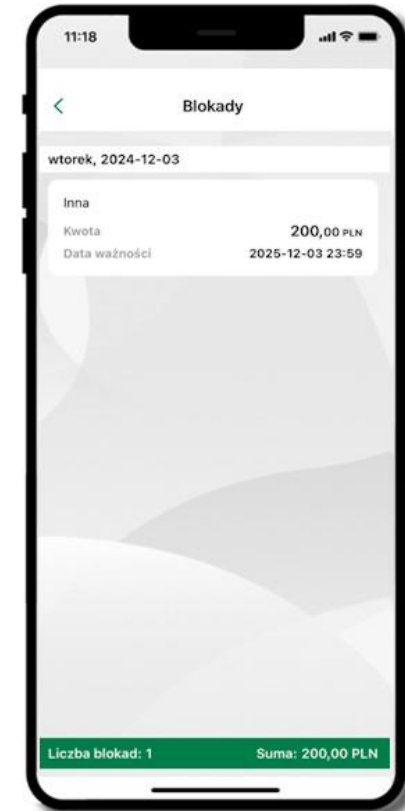 11:18
Blokady
wtorek, 2024-12-03
Inna
Kwota 200,00 PLN
Data ważności 2025-12-03 23:59
Liczba blokad: 1 Suma: 200,00 PLN